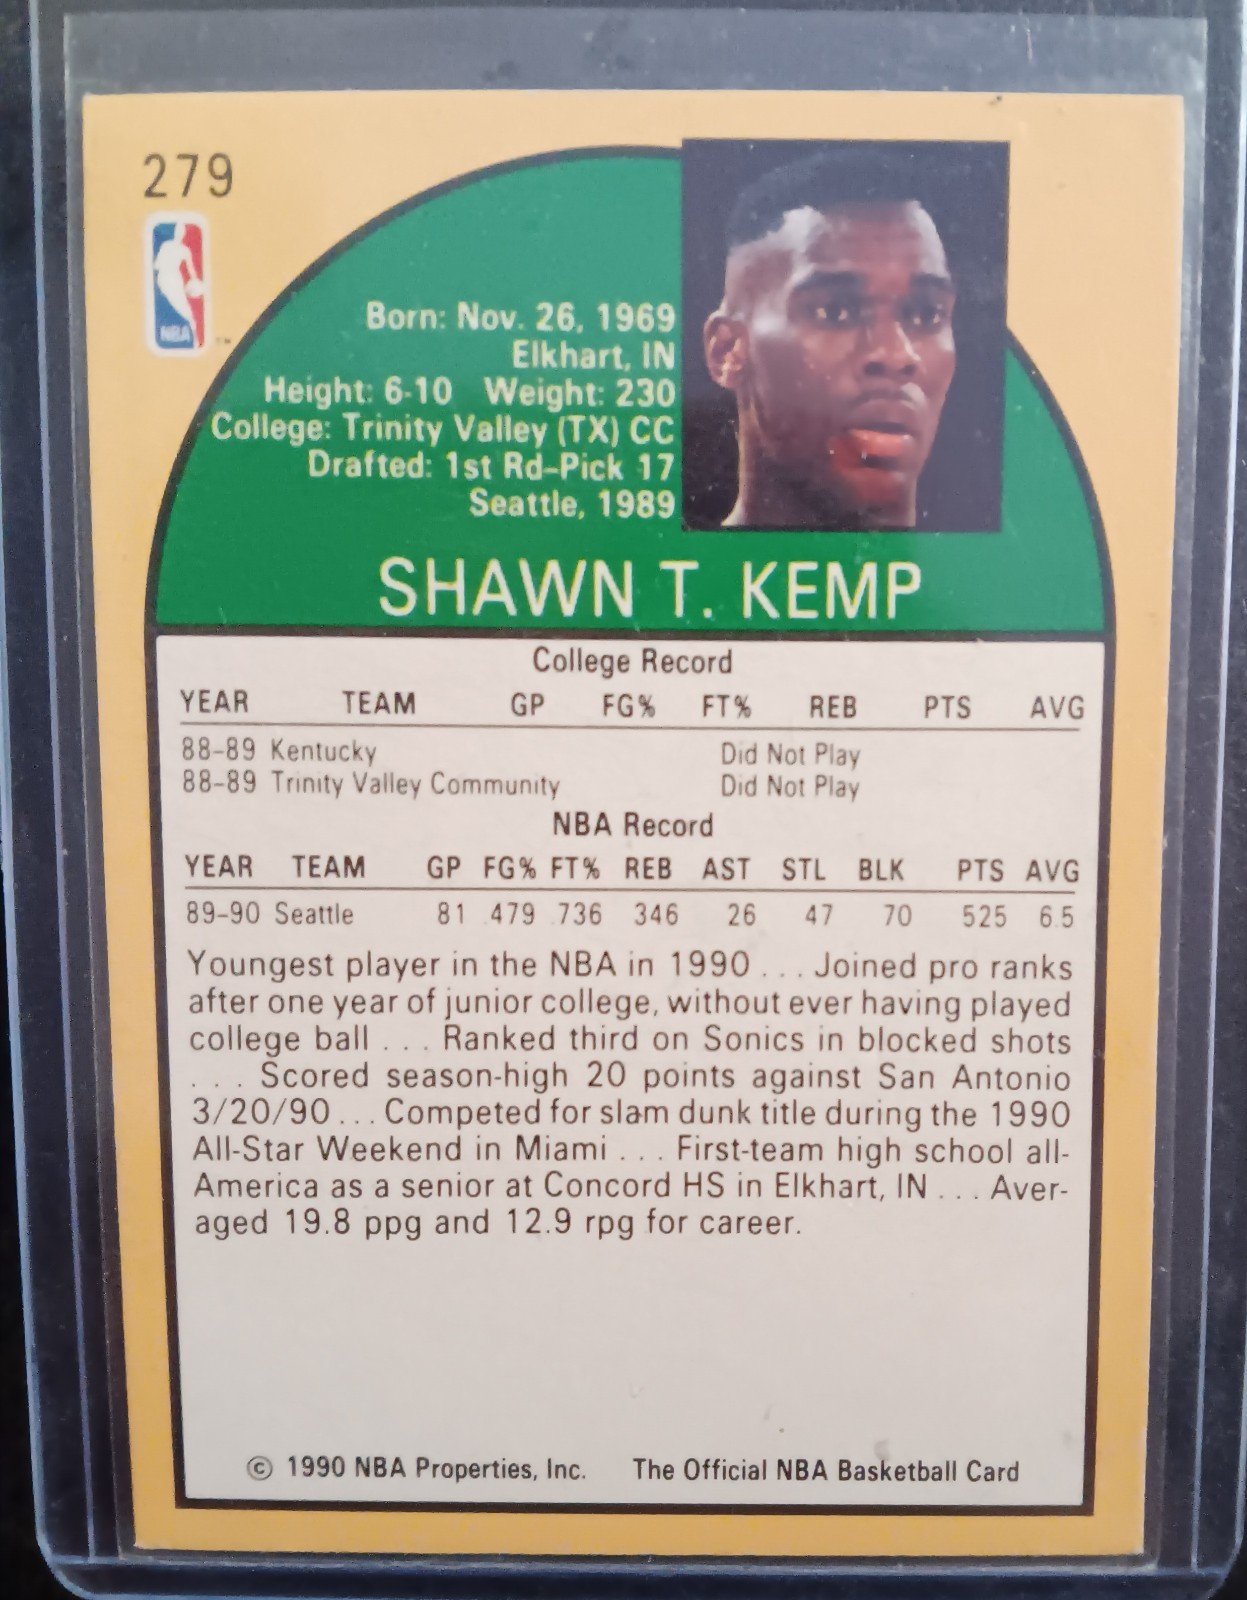 279
NBA
™
Born: Nov. 26, 1969
Elkhart, IN
Height: 6-10 Weight: 230
College: Trinity Valley (TX) CC
Drafted: 1st Rd-Pick 17
Seattle, 1989
SHAWN T. KEMP
College Record
YEAR TEAM GP FG% FT% REB PTS AVG
88-89 Kentucky Did Not Play
88-89 Trinity Valley Community Did Not Play
NBA Record
YEAR TEAM GP FG% FT% REB AST STL BLK PTS AVG
89-90 Seattle 81 .479 .736 346 26 47 70 525 6.5
Youngest player in the NBA in 1990 . . . Joined pro ranks
after one year of junior college, without ever having played
college ball . . . Ranked third on Sonics in blocked shots
. . . Scored season-high 20 points against San Antonio
3/20/90 . . . Competed for slam dunk title during the 1990
All-Star Weekend in Miami . . . First-team high school all-
America as a senior at Concord HS in Elkhart, IN . . . Aver-
aged 19.8 ppg and 12.9 rpg for career.
© 1990 NBA Properties, Inc. The Official NBA Basketball Card